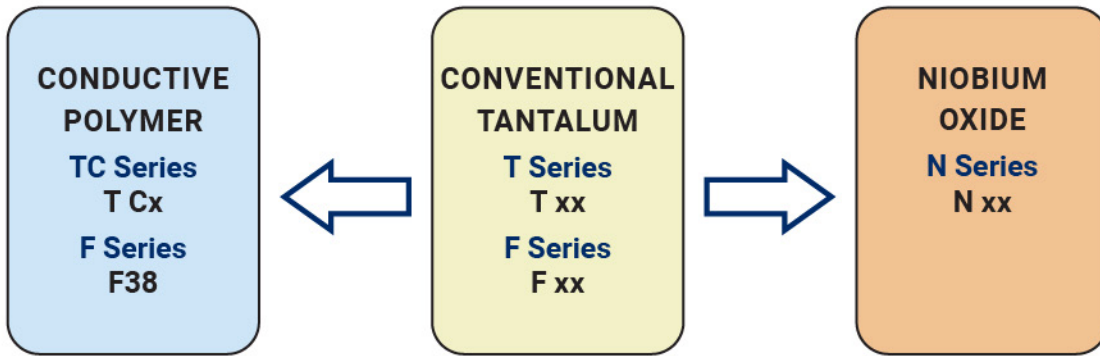 CONDUCTIVE
POLYMER
TC Series
T Cx
F Series
F38
CONVENTIONAL
TANTALUM
T Series
T xx
F Series
F xx
NIOBIUM
OXIDE
N Series
N xx